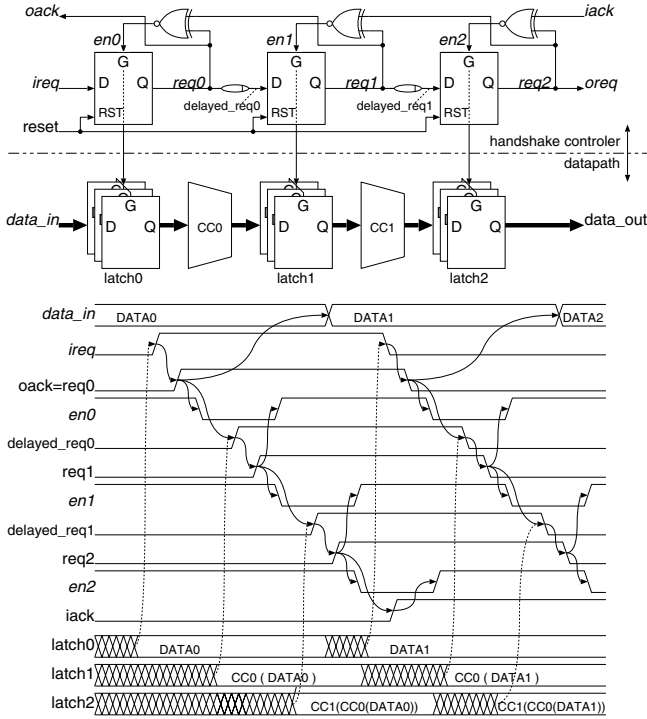 oack iack
en0 en1 en2
G G G
ireq D Q req0 D Q req1 D Q req2 oreq
delayed_req0 delayed_req1
RST RST RST
reset
handshake controler
datapath
G G G
data_in D Q CC0 D Q CC1 D Q data_out
latch0 latch1 latch2
data_in DATA0 DATA1 DATA2
ireq
oack=req0
en0
delayed_req0
req1
en1
delayed_req1
req2
en2
iack
latch0 DATA0 DATA1
latch1 CC0 ( DATA0 ) CC0 ( DATA1 )
latch2 CC1(CC0(DATA0)) CC1(CC0(DATA1))